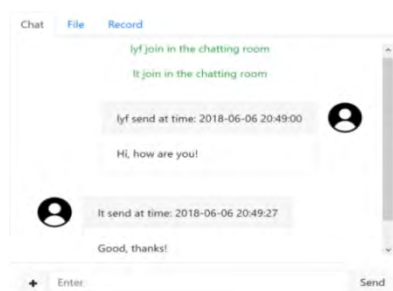 Chat File Record
lyf join in the chatting room
lt join in the chatting room
lyf send at time: 2018-06-06 20:49:00
Hi, how are you!
lt send at time: 2018-06-06 20:49:27
Good, thanks!
+ Enter Send